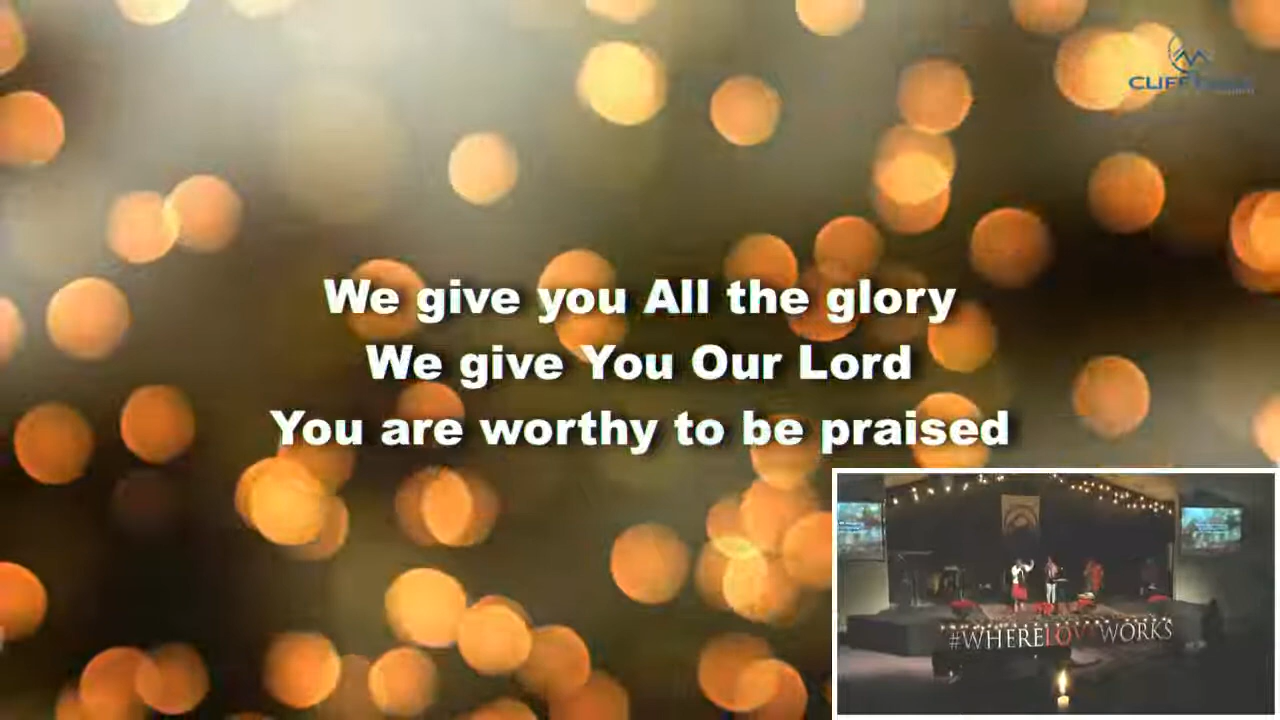 We give you All the glory
We give You Our Lord
You are worthy to be praised
#WHERELOVEWORKS